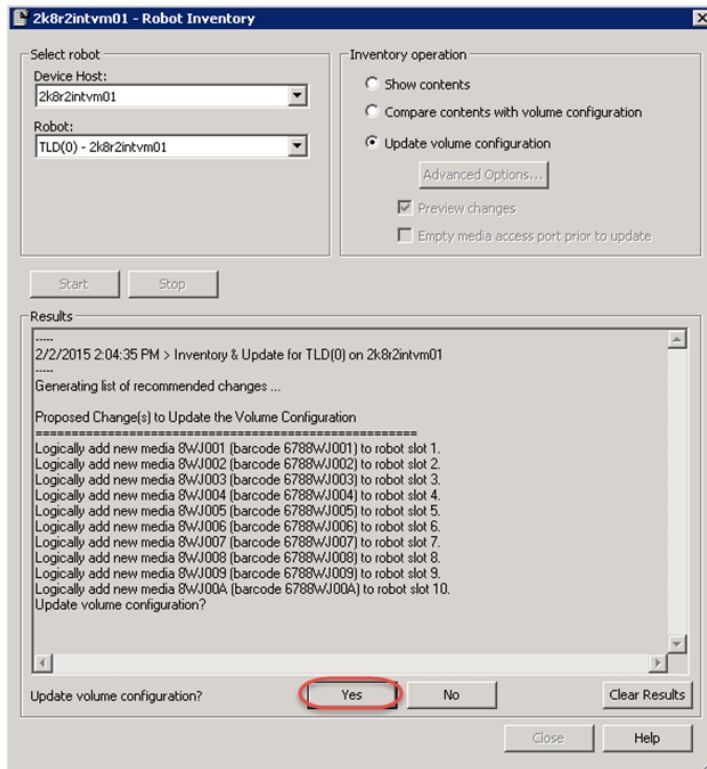 2k8r2intvm01 - Robot Inventory
Select robot
Device Host:
2k8r2intvm01
Robot:
TLD(0) - 2k8r2intvm01
Inventory operation
Show contents
Compare contents with volume configuration
Update volume configuration
Advanced Options...
Preview changes
Empty media access port prior to update
Start
Stop
Results
-----
2/2/2015 2:04:35 PM > Inventory & Update for TLD(0) on 2k8r2intvm01
-----
Generating list of recommended changes ...
Proposed Change(s) to Update the Volume Configuration
=====================================================
Logically add new media 8WJ001 (barcode 6788WJ001) to robot slot 1.
Logically add new media 8WJ002 (barcode 6788WJ002) to robot slot 2.
Logically add new media 8WJ003 (barcode 6788WJ003) to robot slot 3.
Logically add new media 8WJ004 (barcode 6788WJ004) to robot slot 4.
Logically add new media 8WJ005 (barcode 6788WJ005) to robot slot 5.
Logically add new media 8WJ006 (barcode 6788WJ006) to robot slot 6.
Logically add new media 8WJ007 (barcode 6788WJ007) to robot slot 7.
Logically add new media 8WJ008 (barcode 6788WJ008) to robot slot 8.
Logically add new media 8WJ009 (barcode 6788WJ009) to robot slot 9.
Logically add new media 8WJ00A (barcode 6788WJ00A) to robot slot 10.
Update volume configuration?
Update volume configuration?
Yes
No
Clear Results
Close
Help